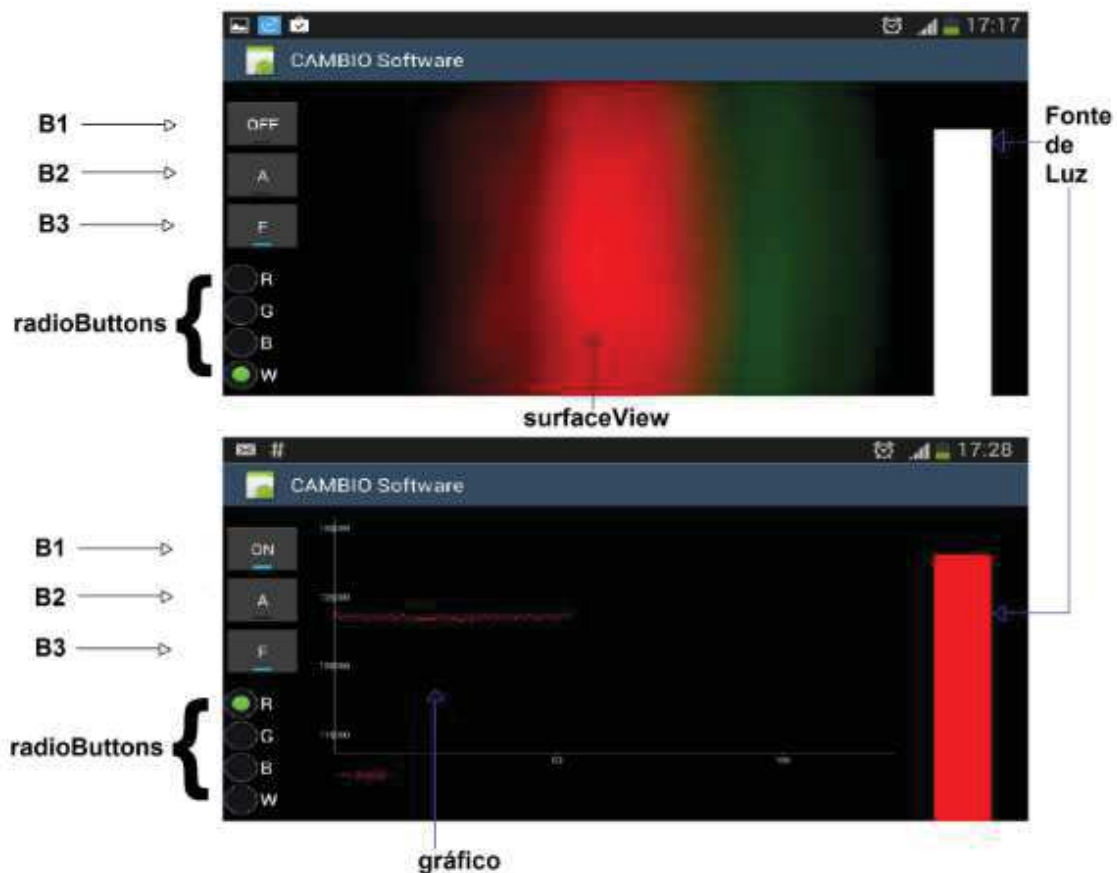 17:17
CAMBIO Software
B1
OFF
Fonte
de
Luz
B2
A
B3
F
radioButtons
R
G
B
W
surfaceView
#
17:28
CAMBIO Software
B1
ON
B2
A
B3
F
radioButtons
R
G
B
W
gráfico